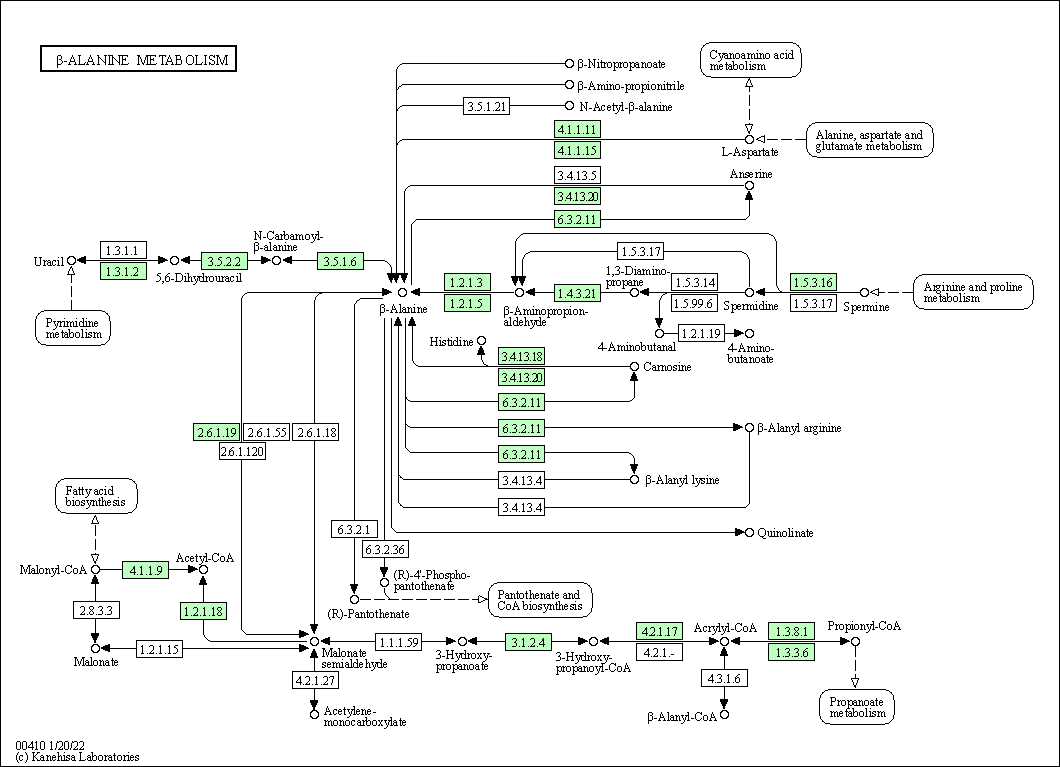 β-ALANINE METABOLISM
β-Nitropropanoate
β-Amino-propionitrile
3.5.1.21
N-Acetyl-β-alanine
Cyanoamino acid
metabolism
4.1.1.11
4.1.1.15
L-Aspartate
Alanine, aspartate and
glutamate metabolism
3.4.13.5
3.4.13.20
6.3.2.11
Anserine
Uracil
1.3.1.1
1.3.1.2
5,6-Dihydrouracil
3.5.2.2
N-Carbamoyl-
β-alanine
3.5.1.6
1.5.3.17
β-Alanine
1.2.1.3
1.2.1.5
β-Aminopropion-
aldehyde
1.4.3.21
1,3-Diamino-
propane
1.5.3.14
1.5.99.6
Spermidine
1.5.3.16
1.5.3.17
Spermine
Arginine and proline
metabolism
Pyrimidine
metabolism
4-Aminobutanal
1.2.1.19
4-Amino-
butanoate
Histidine
3.4.13.18
3.4.13.20
Carnosine
6.3.2.11
6.3.2.11
β-Alanyl arginine
2.6.1.19
2.6.1.55
2.6.1.18
2.6.1.120
6.3.2.11
3.4.13.4
β-Alanyl lysine
3.4.13.4
Fatty acid
biosynthesis
6.3.2.1
6.3.2.36
Quinolinate
Malonyl-CoA
4.1.1.9
Acetyl-CoA
(R)-4'-Phospho-
pantothenate
2.8.3.3
1.2.1.18
(R)-Pantothenate
Pantothenate and
CoA biosynthesis
Malonate
1.2.1.15
Malonate
semialdehyde
1.1.1.59
3-Hydroxy-
propanoate
3.1.2.4
3-Hydroxy-
propanoyl-CoA
4.2.1.17
4.2.1.-
Acrylyl-CoA
1.3.8.1
1.3.3.6
Propionyl-CoA
4.2.1.27
4.3.1.6
Acetylene-
monocarboxylate
β-Alanyl-CoA
Propanoate
metabolism
00410 1/20/22
(c) Kanehisa Laboratories